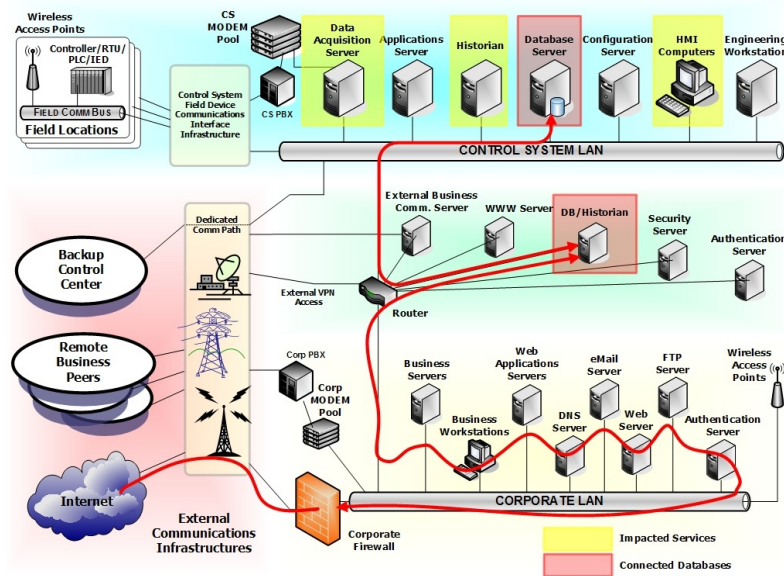 Wireless
Access Points
Controller/RTU/
PLC/IED
FIELD COMM BUS
Field Locations
CS
MODEM
Pool
CS PBX
Control System
Field Device
Communications
Interface
Infrastructure
Data
Acquisition
Server
Applications
Server
Historian
Database
Server
Configuration
Server
HMI
Computers
Engineering
Workstation
CONTROL SYSTEM LAN
Dedicated
Comm Path
External Business
Comm. Server
WWW Server
DB/Historian
Security
Server
Authentication
Server
Backup
Control
Center
External VPN
Access
Router
Remote
Business
Peers
Corp PBX
Corp
MODEM
Pool
Business
Servers
Business
Workstations
Web
Applications
Servers
DNS
Server
eMail
Server
Web
Server
FTP
Server
Authentication
Server
Wireless
Access
Points
Internet
External
Communications
Infrastructures
Corporate
Firewall
CORPORATE LAN
Impacted Services
Connected Databases